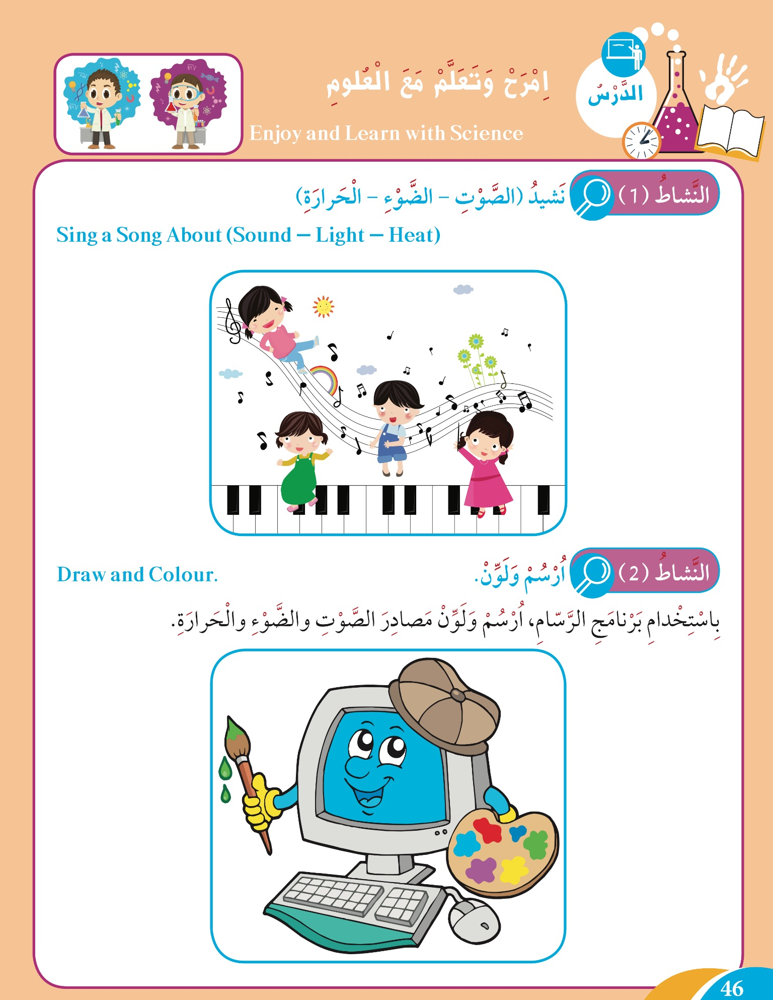 الدَّرْسُ
اِمْرَحْ وَتَعَلَّمْ مَعَ الْعُلومِ
Enjoy and Learn with Science
النَّشاطُ (1)
نَشيدُ (الصَّوْتِ – الضَّوْءِ – الْحَرارَةِ)
Sing a Song About (Sound – Light – Heat)
النَّشاطُ (2)
اُرْسُمْ وَلَوِّنْ.
Draw and Colour.
بِاسْتِخْدامِ بَرْنامَجِ الرَّسّامِ، اُرْسُمْ وَلَوِّنْ مَصادِرَ الصَّوْتِ والضَّوْءِ والْحَرارَةِ.
46